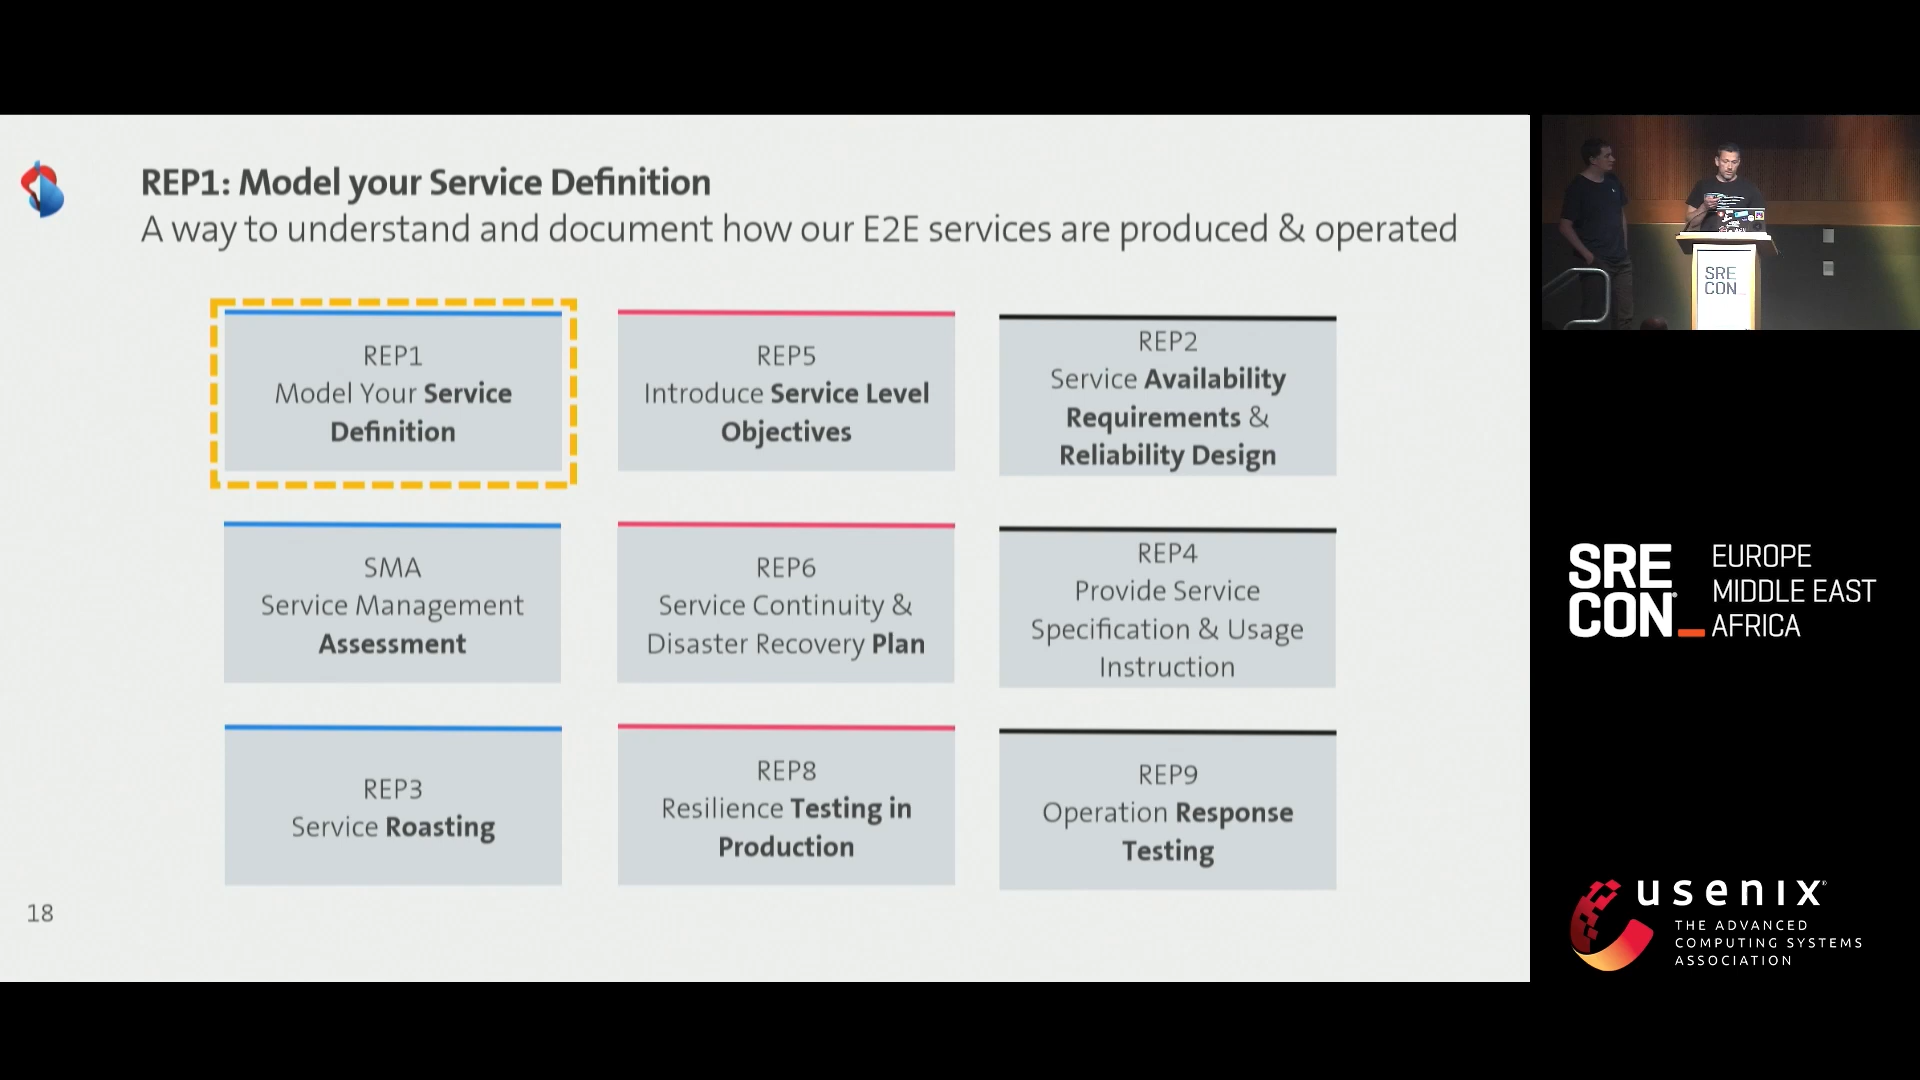 REP1: Model your Service Definition
A way to understand and document how our E2E services are produced & operated
REP1
Model Your Service
Definition
REP5
Introduce Service Level
Objectives
REP2
Service Availability
Requirements &
Reliability Design
SMA
Service Management
Assessment
REP6
Service Continuity &
Disaster Recovery Plan
REP4
Provide Service
Specification & Usage
Instruction
REP3
Service Roasting
REP8
Resilience Testing in
Production
REP9
Operation Response
Testing
18
SRE
CON
SRE
CON_
EUROPE
MIDDLE EAST
AFRICA
usenix
THE ADVANCED
COMPUTING SYSTEMS
ASSOCIATION